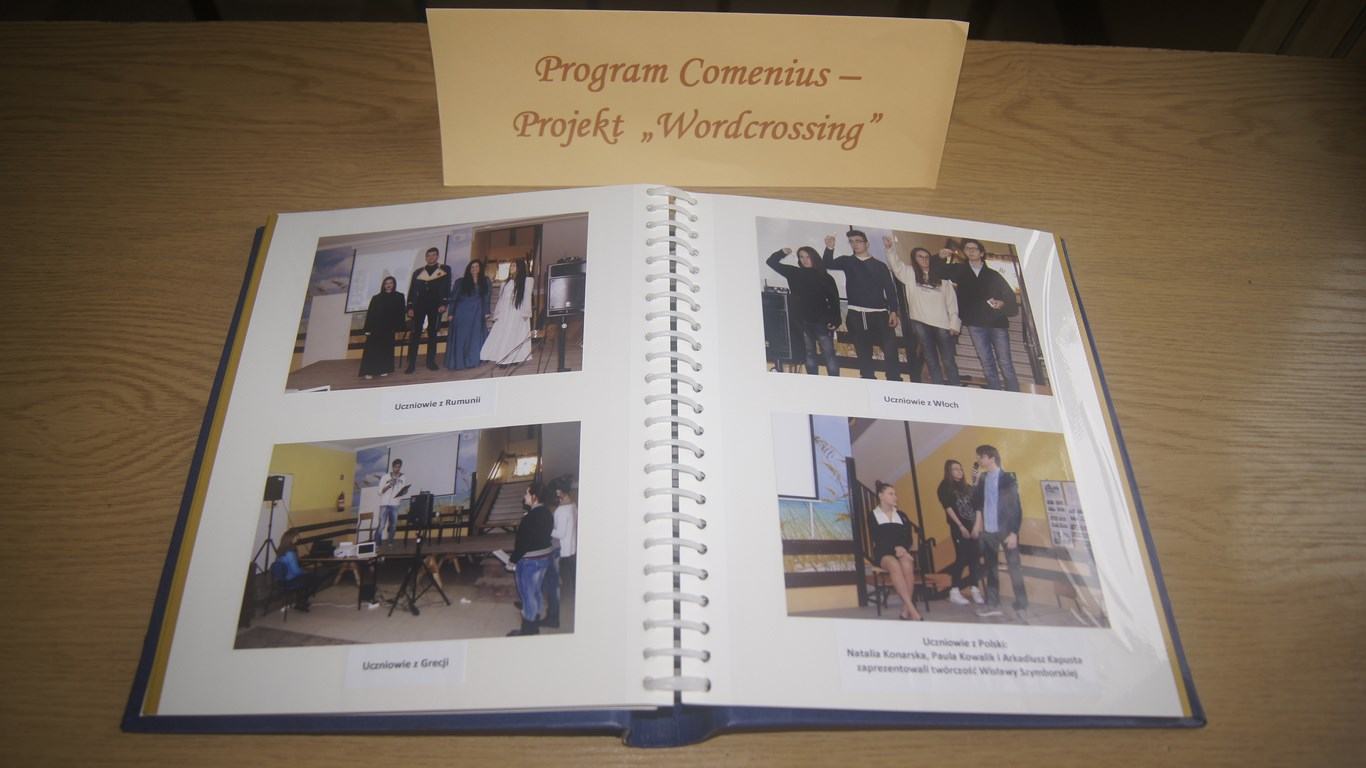 Program Comenius –
Projekt „Wordcrossing”
Uczniowie z Rumunii
Uczniowie z Grecji
Uczniowie z Włoch
Uczniowie z Polski:
Natalia Konarska, Paula Kowalik i Arkadiusz Kapusta
zaprezentowali twórczość Wisławy Szymborskiej